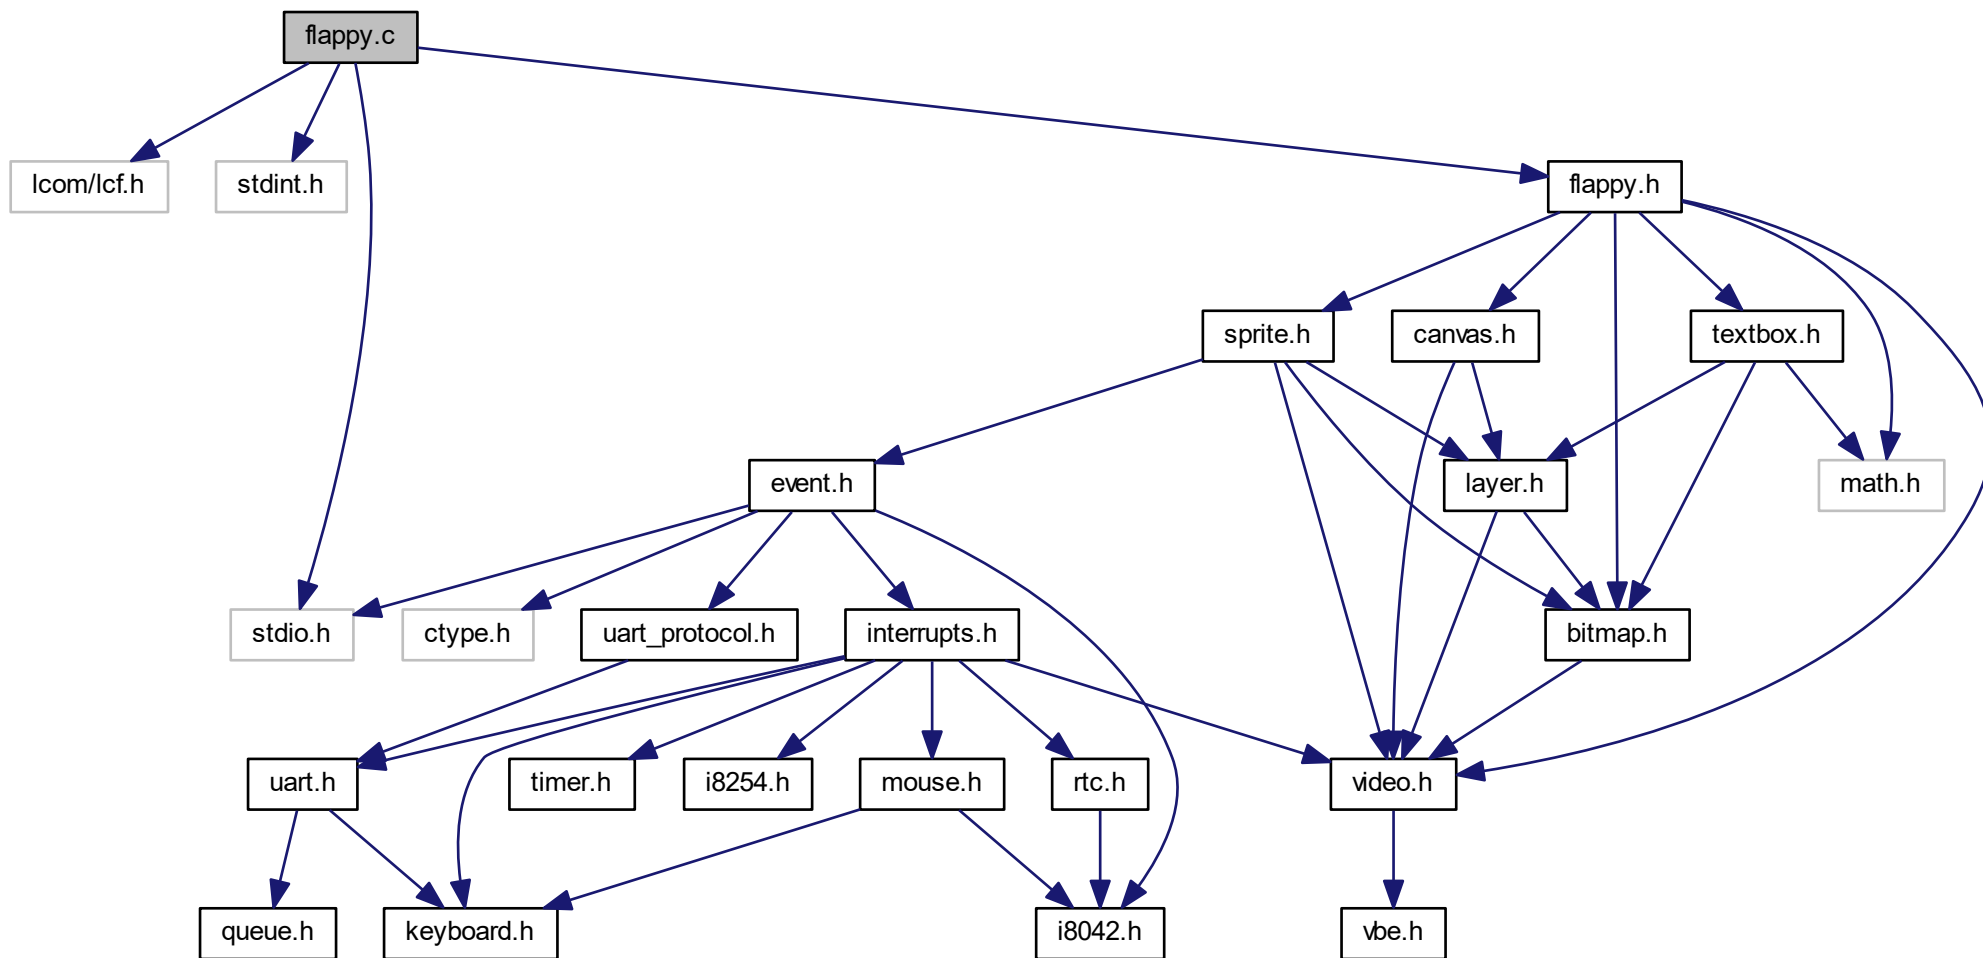 flappy.c
lcom/lcf.h
stdint.h
flappy.h
sprite.h
canvas.h
textbox.h
event.h
layer.h
math.h
stdio.h
ctype.h
uart_protocol.h
interrupts.h
bitmap.h
uart.h
timer.h
i8254.h
mouse.h
rtc.h
video.h
queue.h
keyboard.h
i8042.h
vbe.h